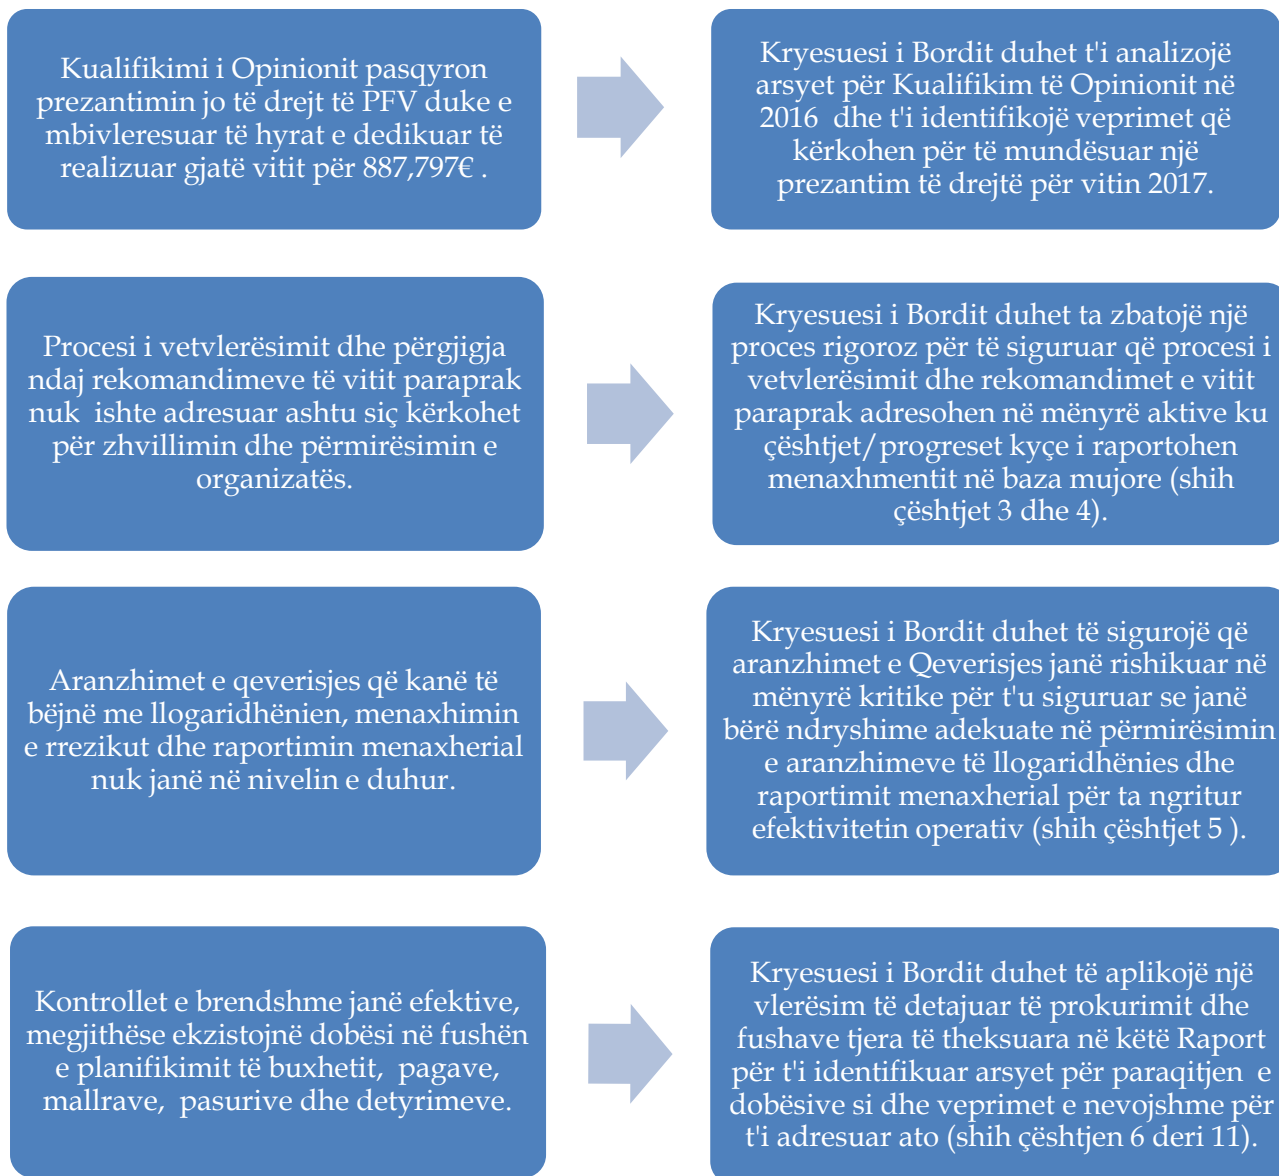 Kualifikimi i Opinionit pasqyron
prezantimin jo të drejt të PFV duke e
mbivleresuar të hyrat e dedikuar të
realizuar gjatë vitit për 887,797€ .
Kryesuesi i Bordit duhet t'i analizojë
arsyet për Kualifikim të Opinionit në
2016 dhe t'i identifikojë veprimet që
kërkohen për të mundësuar një
prezantim të drejtë për vitin 2017.
Procesi i vetvlerësimit dhe përgjigja
ndaj rekomandimeve të vitit paraprak
nuk ishte adresuar ashtu siç kërkohet
për zhvillimin dhe përmirësimin e
organizatës.
Kryesuesi i Bordit duhet ta zbatojë një
proces rigoroz për të siguruar që procesi i
vetvlerësimit dhe rekomandimet e vitit
paraprak adresohen në mënyrë aktive ku
çështjet/progreset kyçe i raportohen
menaxhmentit në baza mujore (shih
çështjet 3 dhe 4).
Aranzhimet e qeverisjes që kanë të
bëjnë me llogaridhënien, menaxhimin
e rrezikut dhe raportimin menaxherial
nuk janë në nivelin e duhur.
Kryesuesi i Bordit duhet të sigurojë që
aranzhimet e Qeverisjes janë rishikuar në
mënyrë kritike për t'u siguruar se janë
bërë ndryshime adekuate në përmirësimin
e aranzhimeve të llogaridhënies dhe
raportimit menaxherial për ta ngritur
efektivitetin operativ (shih çështjet 5 ).
Kontrollet e brendshme janë efektive,
megjithëse ekzistojnë dobësi në fushën
e planifikimit të buxhetit, pagave,
mallrave, pasurive dhe detyrimeve.
Kryesuesi i Bordit duhet të aplikojë një
vlerësim të detajuar të prokurimit dhe
fushave tjera të theksuara në këtë Raport
për t'i identifikuar arsyet për paraqitjen e
dobësive si dhe veprimet e nevojshme për
t'i adresuar ato (shih çështjen 6 deri 11).